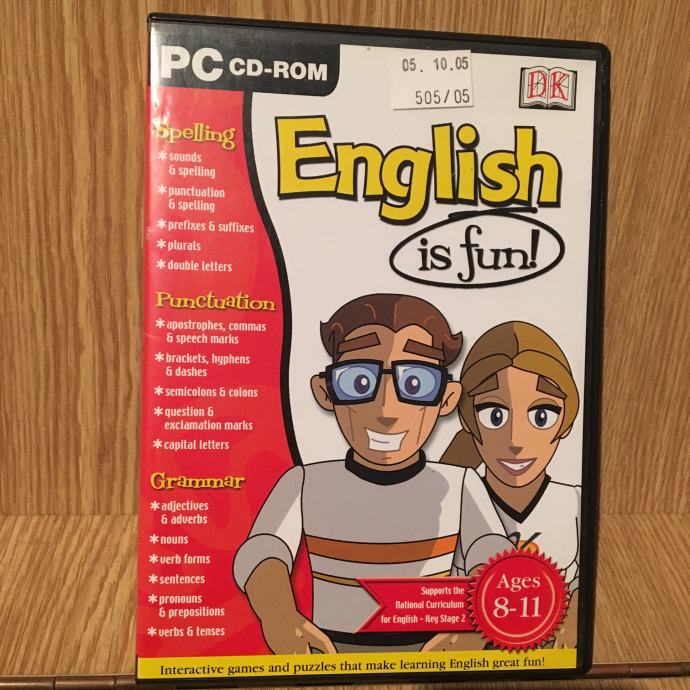 PC CD-ROM
05. 10.05
505/05
DK
English
is fun!
Spelling
* sounds
& spelling
* punctuation
& spelling
* prefixes & suffixes
* plurals
* double letters
Punctuation
* apostrophes, commas
& speech marks
* brackets, hyphens
& dashes
* semicolons & colons
* question &
exclamation marks
* capital letters
Grammar
* adjectives
& adverbs
* nouns
* verb forms
* sentences
* pronouns
& prepositions
* verbs & tenses
Supports the
National Curriculum
for English - Key Stage 2
Ages
8-11
Interactive games and puzzles that make learning English great fun!